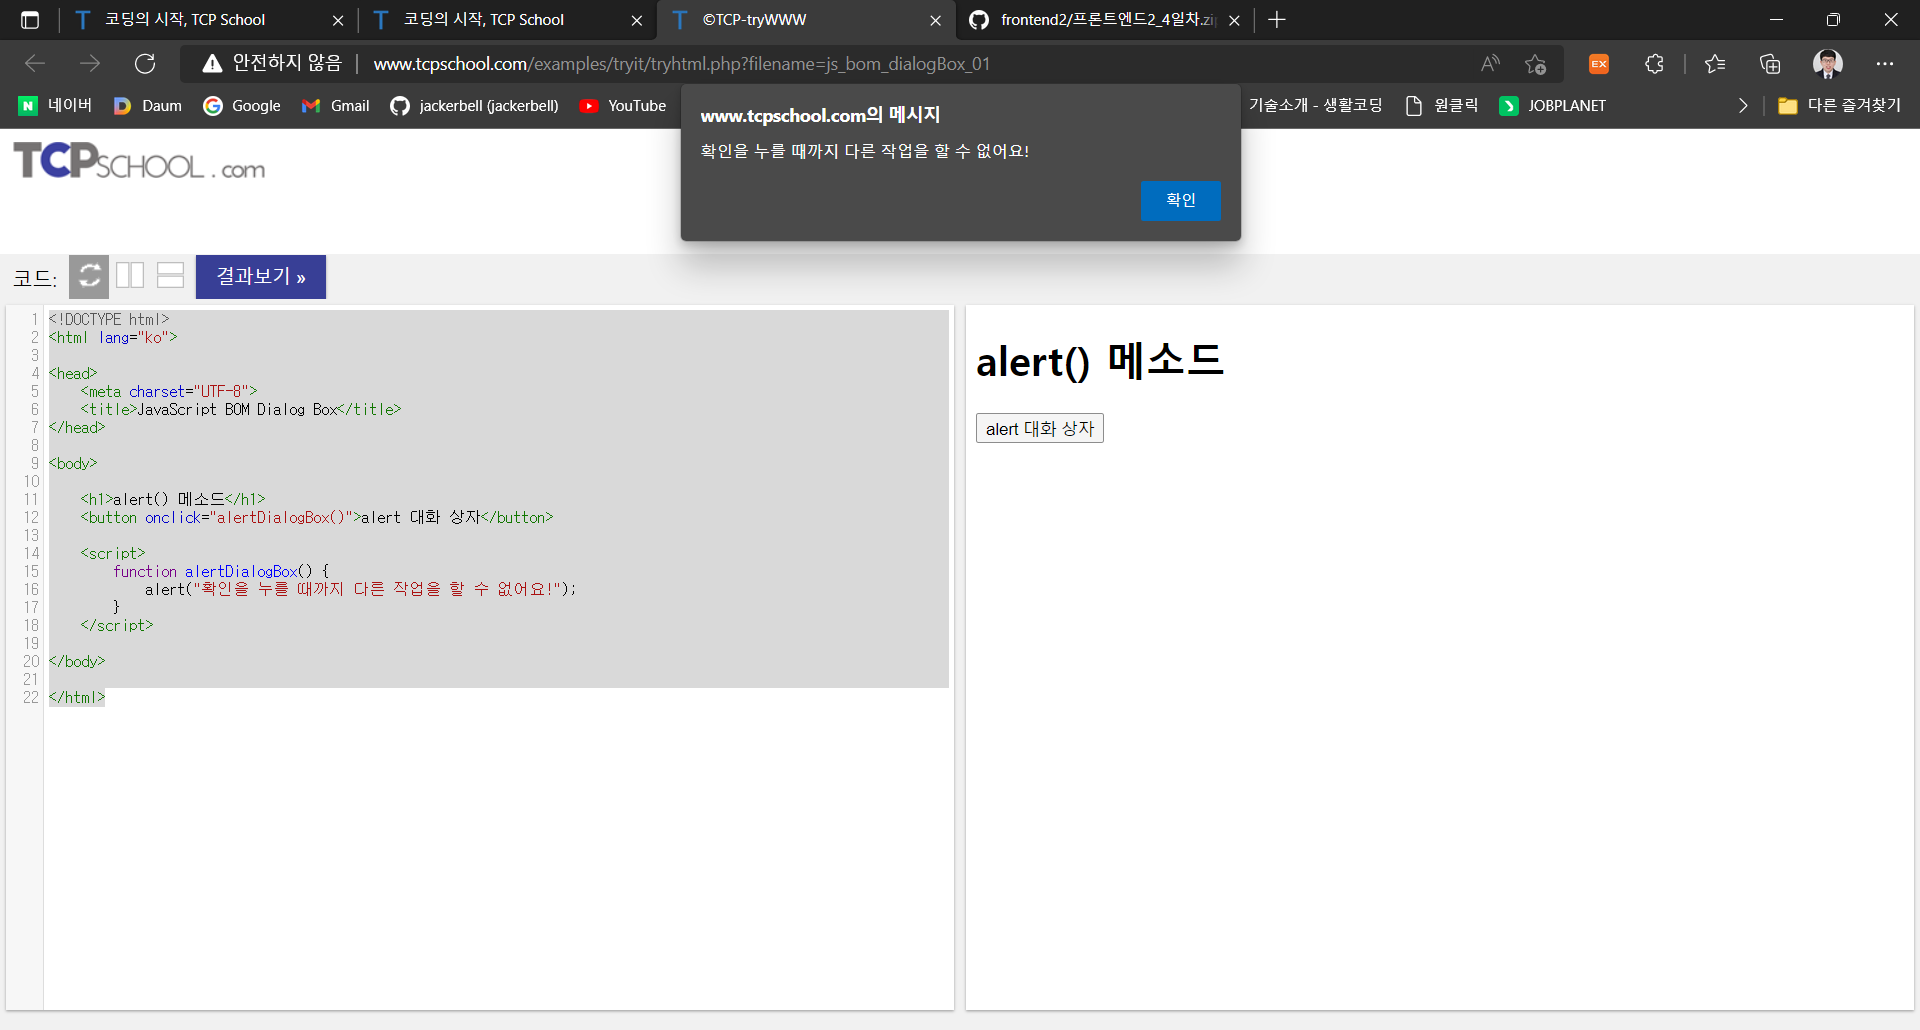 코딩의 시작, TCP School
코딩의 시작, TCP School
©TCP-tryWWW
frontend2/프론트엔드2_4일차.zi
안전하지 않음
www.tcpschool.com/examples/tryit/tryhtml.php?filename=js_bom_dialogBox_01
EX
네이버
Daum
Google
Gmail
jackerbell (jackerbell)
YouTube
기술소개 - 생활코딩
원클릭
JOBPLANET
다른 즐겨찾기
www.tcpschool.com의 메시지
확인을 누를 때까지 다른 작업을 할 수 없어요!
확인
TCPSCHOOL.com
코드:
결과보기 »
1 <!DOCTYPE html>
2 <html lang="ko">
3
4 <head>
5 <meta charset="UTF-8">
6 <title>JavaScript BOM Dialog Box</title>
7 </head>
8
9 <body>
10
11 <h1>alert() 메소드</h1>
12 <button onclick="alertDialogBox()">alert 대화 상자</button>
13
14 <script>
15 function alertDialogBox() {
16 alert("확인을 누를 때까지 다른 작업을 할 수 없어요!");
17 }
18 </script>
19
20 </body>
21
22 </html>
alert() 메소드
alert 대화 상자